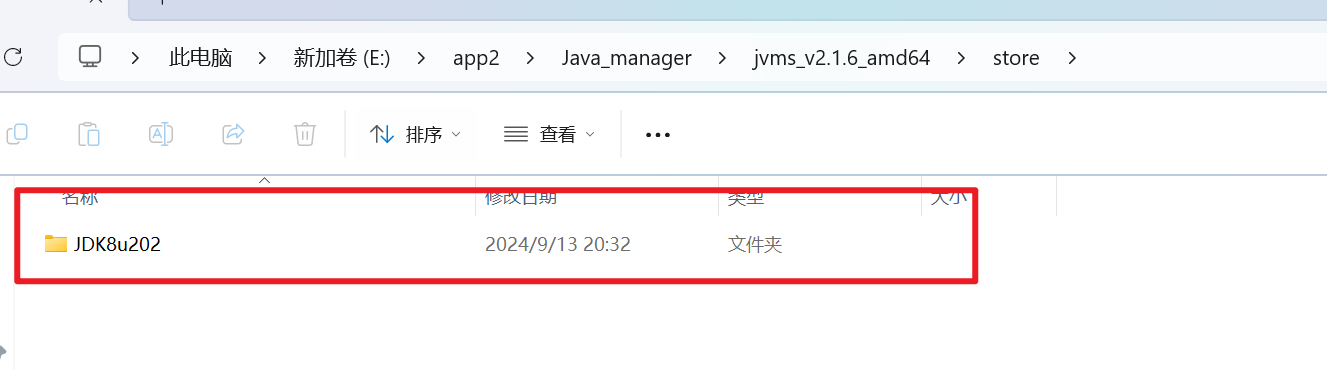 此电脑 > 新加卷 (E:) > app2 > Java_manager > jvms_v2.1.6_amd64 > store >
排序 查看 •••
名称 修改日期 类型 大小
JDK8u202 2024/9/13 20:32 文件夹